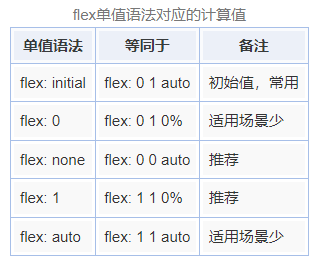 flex单值语法对应的计算值
单值语法 等同于 备注
flex: initial flex: 0 1 auto 初始值，常用
flex: 0 flex: 0 1 0% 适用场景少
flex: none flex: 0 0 auto 推荐
flex: 1 flex: 1 1 0% 推荐
flex: auto flex: 1 1 auto 适用场景少